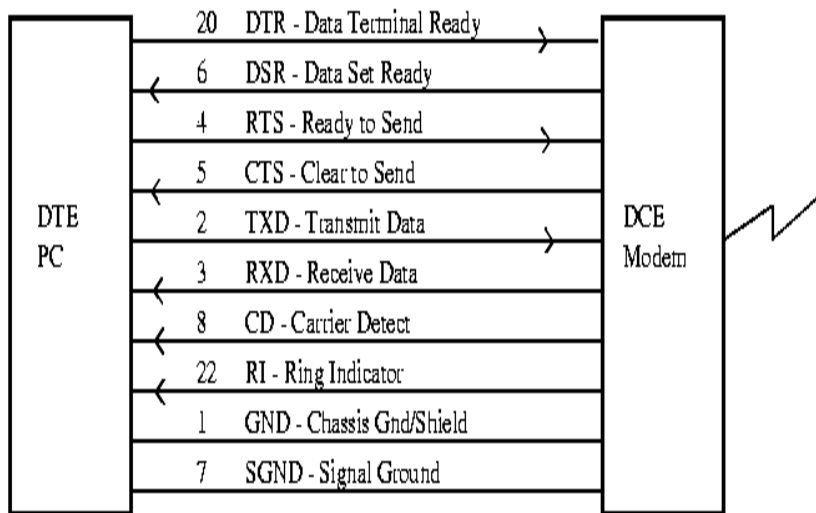 20 DTR - Data Terminal Ready
6 DSR - Data Set Ready
4 RTS - Ready to Send
5 CTS - Clear to Send
DTE
PC
2 TXD - Transmit Data
DCE
Modem
3 RXD - Receive Data
8 CD - Carrier Detect
22 RI - Ring Indicator
1 GND - Chassis Gnd/Shield
7 SGND - Signal Ground